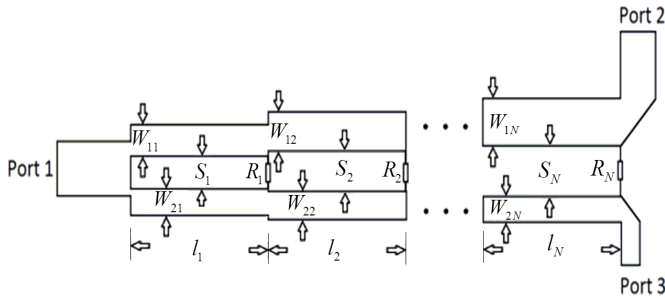 Port 2
Port 1
W11
W21
S1
R1
W12
W22
S2
R2
• • •
• • •
W1N
W2N
SN
RN
l1
l2
lN
Port 3